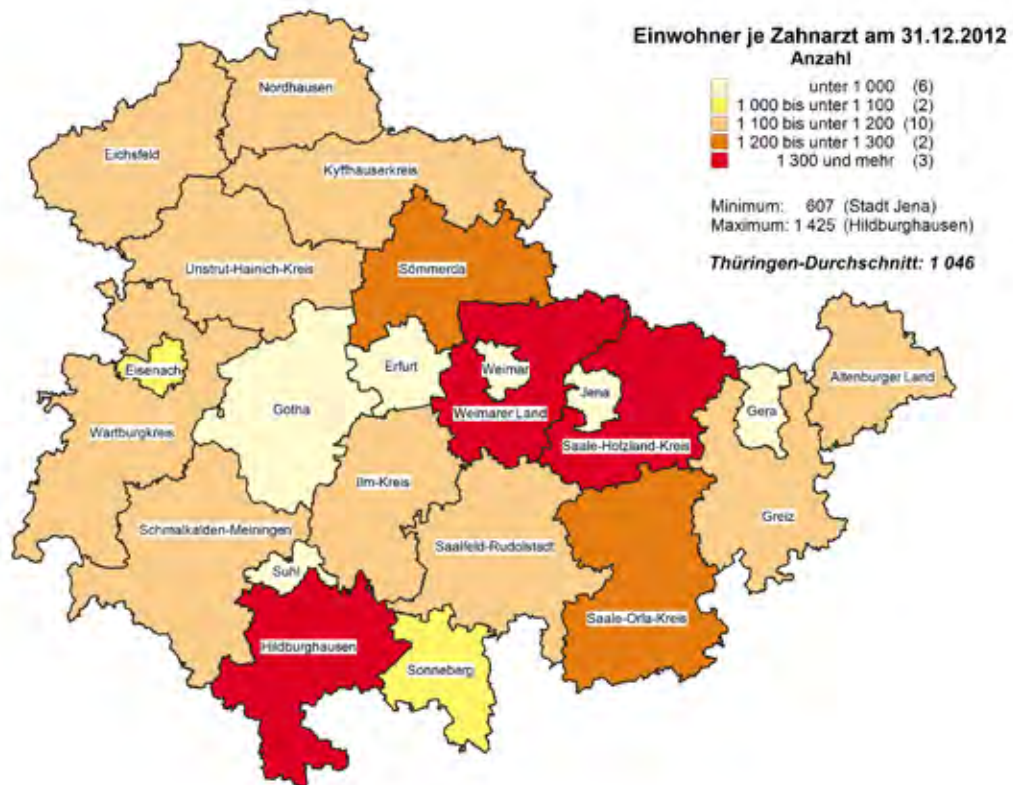 Einwohner je Zahnarzt am 31.12.2012
Anzahl
unter 1 000 (6)
1 000 bis unter 1 100 (2)
1 100 bis unter 1 200 (10)
1 200 bis unter 1 300 (2)
1 300 und mehr (3)
Minimum: 607 (Stadt Jena)
Maximum: 1 425 (Hildburghausen)
Thüringen-Durchschnitt: 1 046
Nordhausen
Eichsfeld
Kyffhäuserkreis
Unstrut-Hainich-Kreis
Sömmerda
Eisenach
Erfurt
Weimar
Altenburger Land
Jena
Gotha
Weimarer Land
Gera
Wartburgkreis
Saale-Holzland-Kreis
Ilm-Kreis
Greiz
Schmalkalden-Meiningen
Saalfeld-Rudolstadt
Suhl
Saale-Orla-Kreis
Hildburghausen
Sonneberg